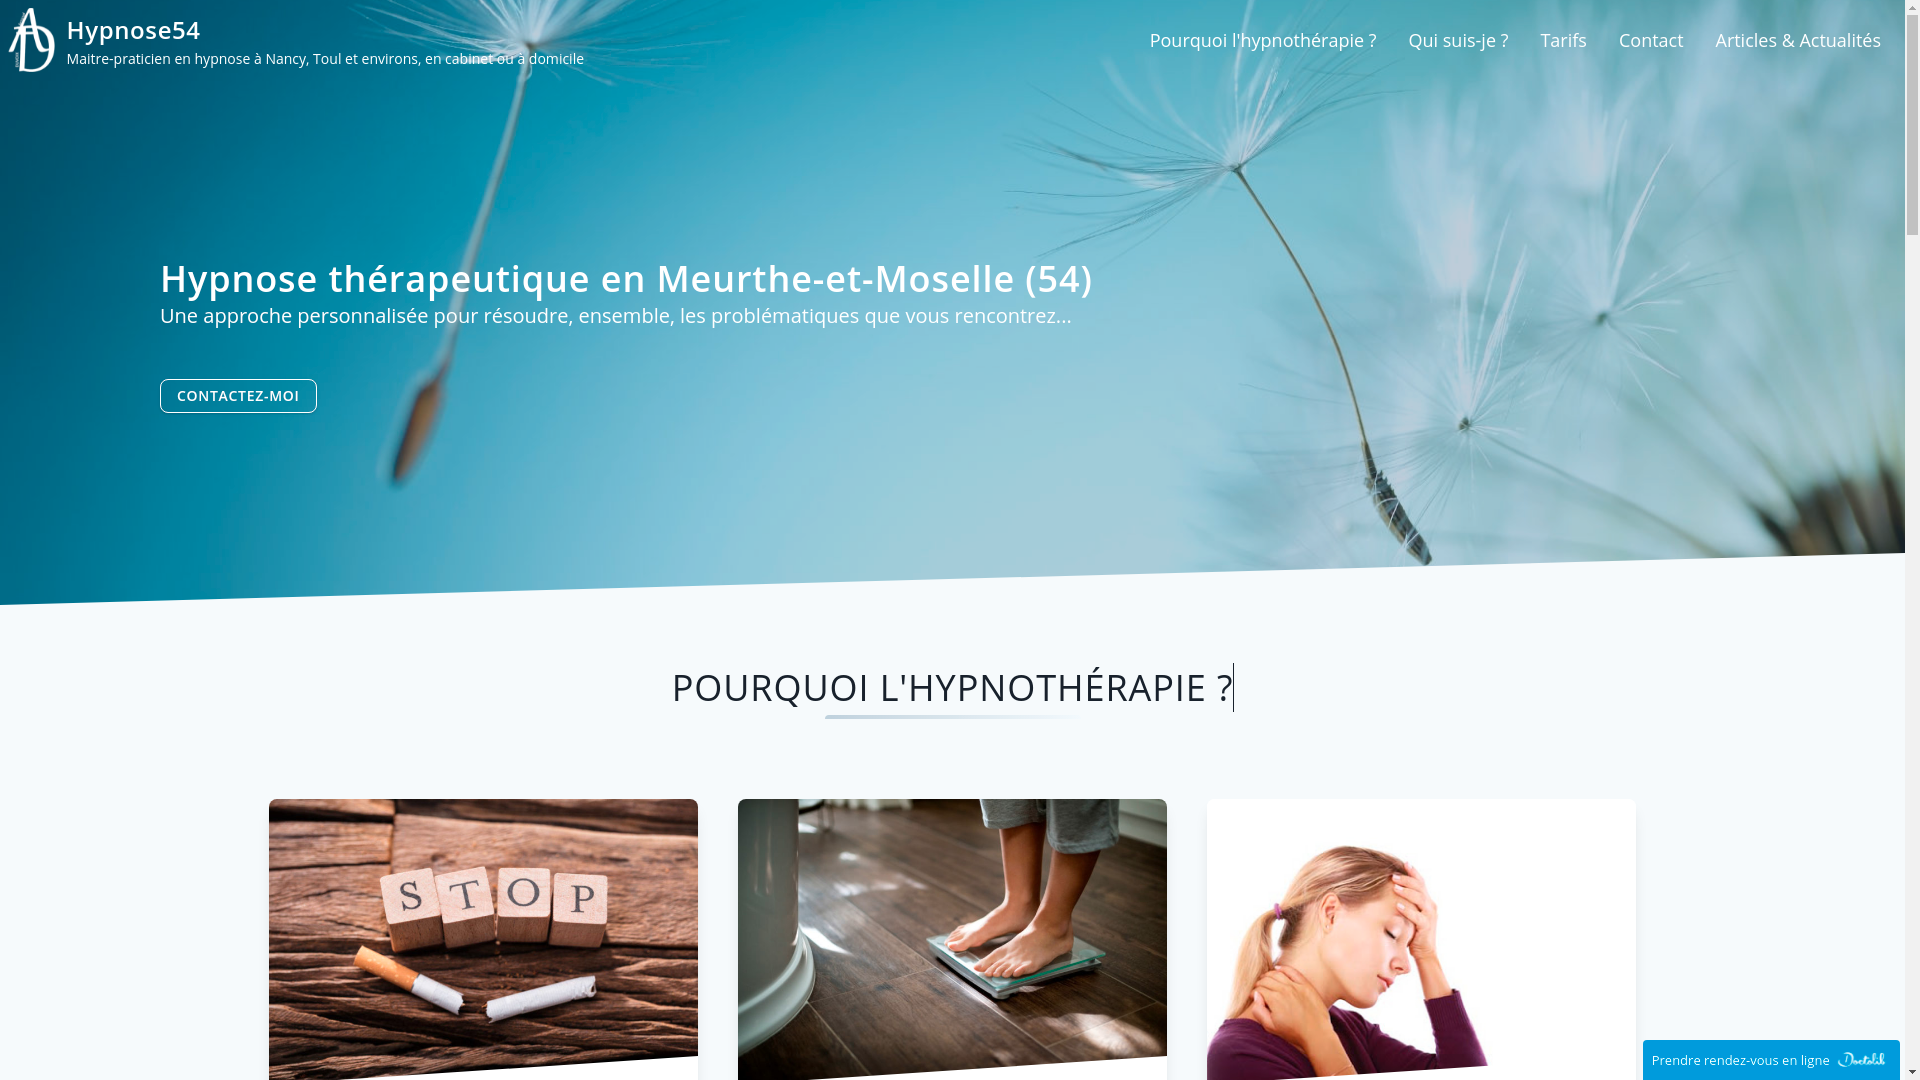 Hypnose54
Maitre-praticien en hypnose à Nancy, Toul et environs, en cabinet ou à domicile
Pourquoi l'hypnothérapie ?
Qui suis-je ?
Tarifs
Contact
Articles & Actualités
Hypnose thérapeutique en Meurthe-et-Moselle (54)
Une approche personnalisée pour résoudre, ensemble, les problématiques que vous rencontrez...
CONTACTEZ-MOI
POURQUOI L'HYPNOTHÉRAPIE ?
STOP
Prendre rendez-vous en ligne Doctolib